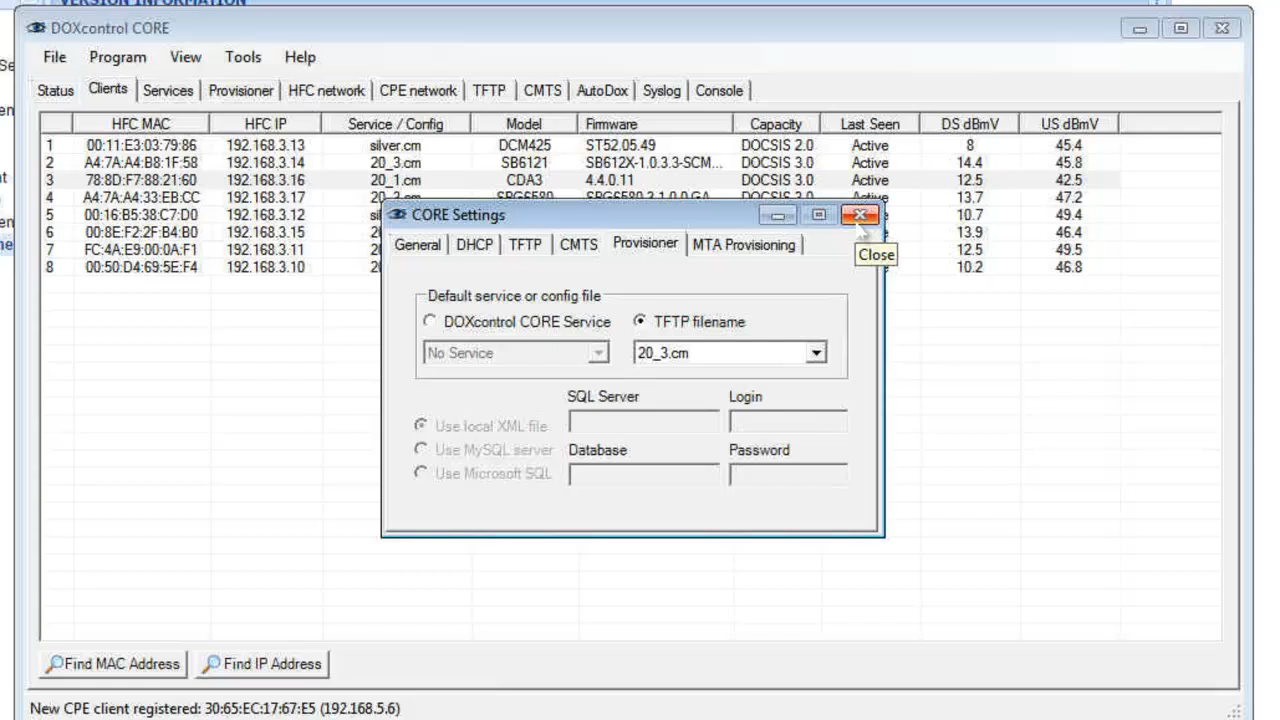 VERSION INFORMATION
DOXcontrol CORE
File Program View Tools Help
Status Clients Services Provisioner HFC network CPE network TFTP CMTS AutoDox Syslog Console
HFC MAC HFC IP Service / Config Model Firmware Capacity Last Seen DS dBmV US dBmV
1 00:11:E3:03:79:86 192.168.3.13 silver.cm DCM425 ST52.05.49 DOCSIS 2.0 Active 8 45.4
2 A4:7A:A4:B8:1F:58 192.168.3.14 20_3.cm SB6121 SB612X-1.0.3.3-SCM... DOCSIS 3.0 Active 14.4 45.8
3 78:8D:F7:88:21:60 192.168.3.16 20_1.cm CDA3 4.4.0.11 DOCSIS 3.0 Active 12.5 42.5
4 A4:7A:A4:33:EB:CC 192.168.3.17 DOCSIS 3.0 Active 13.7 47.2
5 00:16:B5:38:C7:D0 192.168.3.12 10.7 49.4
6 00:8E:F2:2F:B4:B0 192.168.3.15 20 13.9 46.4
7 FC:4A:E9:00:0A:F1 192.168.3.11 20 12.5 49.5
8 00:50:D4:69:5E:F4 192.168.3.10 20 10.2 46.8
CORE Settings
General DHCP TFTP CMTS Provisioner MTA Provisioning
Close
Default service or config file
DOXcontrol CORE Service TFTP filename
No Service 20_3.cm
SQL Server Login
Use local XML file
Use MySQL server Database Password
Use Microsoft SQL
Find MAC Address Find IP Address
New CPE client registered: 30:65:EC:17:67:E5 (192.168.5.6)